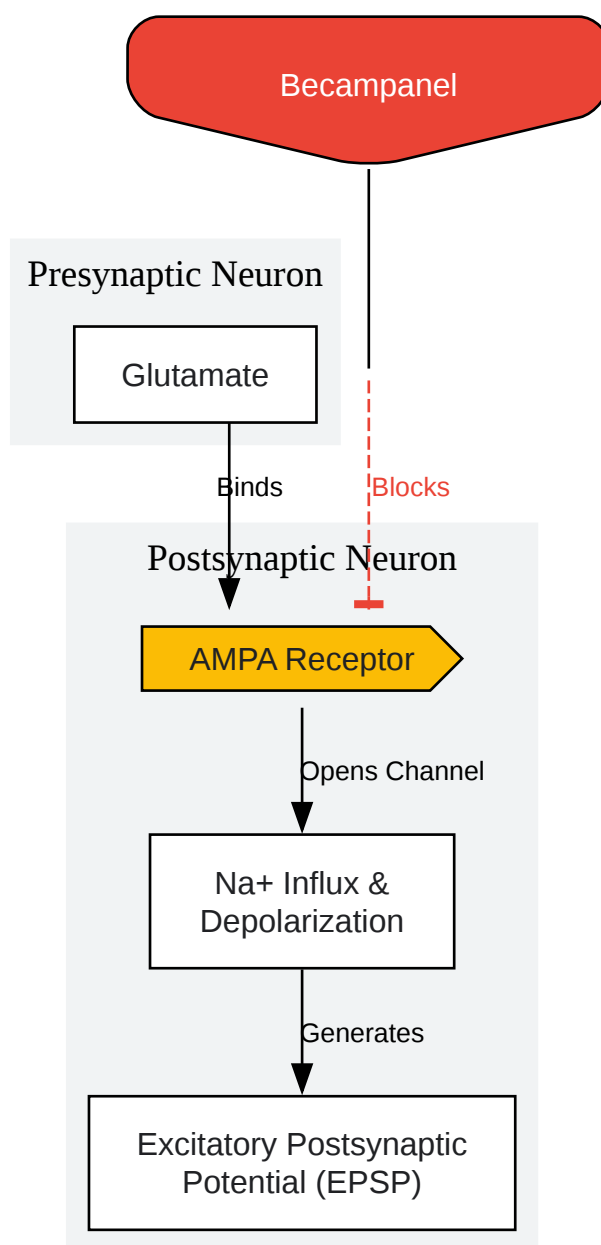 Becampanel
Presynaptic Neuron
Glutamate
Binds
Blocks
Postsynaptic Neuron
AMPA Receptor
Opens Channel
Na+ Influx &
Depolarization
Generates
Excitatory Postsynaptic
Potential (EPSP)